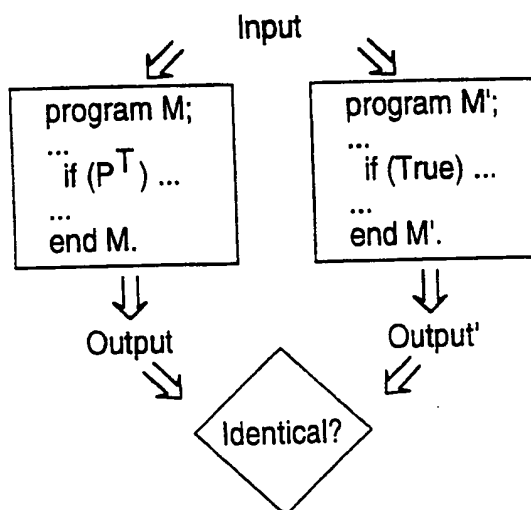 Input
program M;
...
if (P^T) ...
...
end M.
program M';
...
if (True) ...
...
end M'.
Output
Output'
Identical?